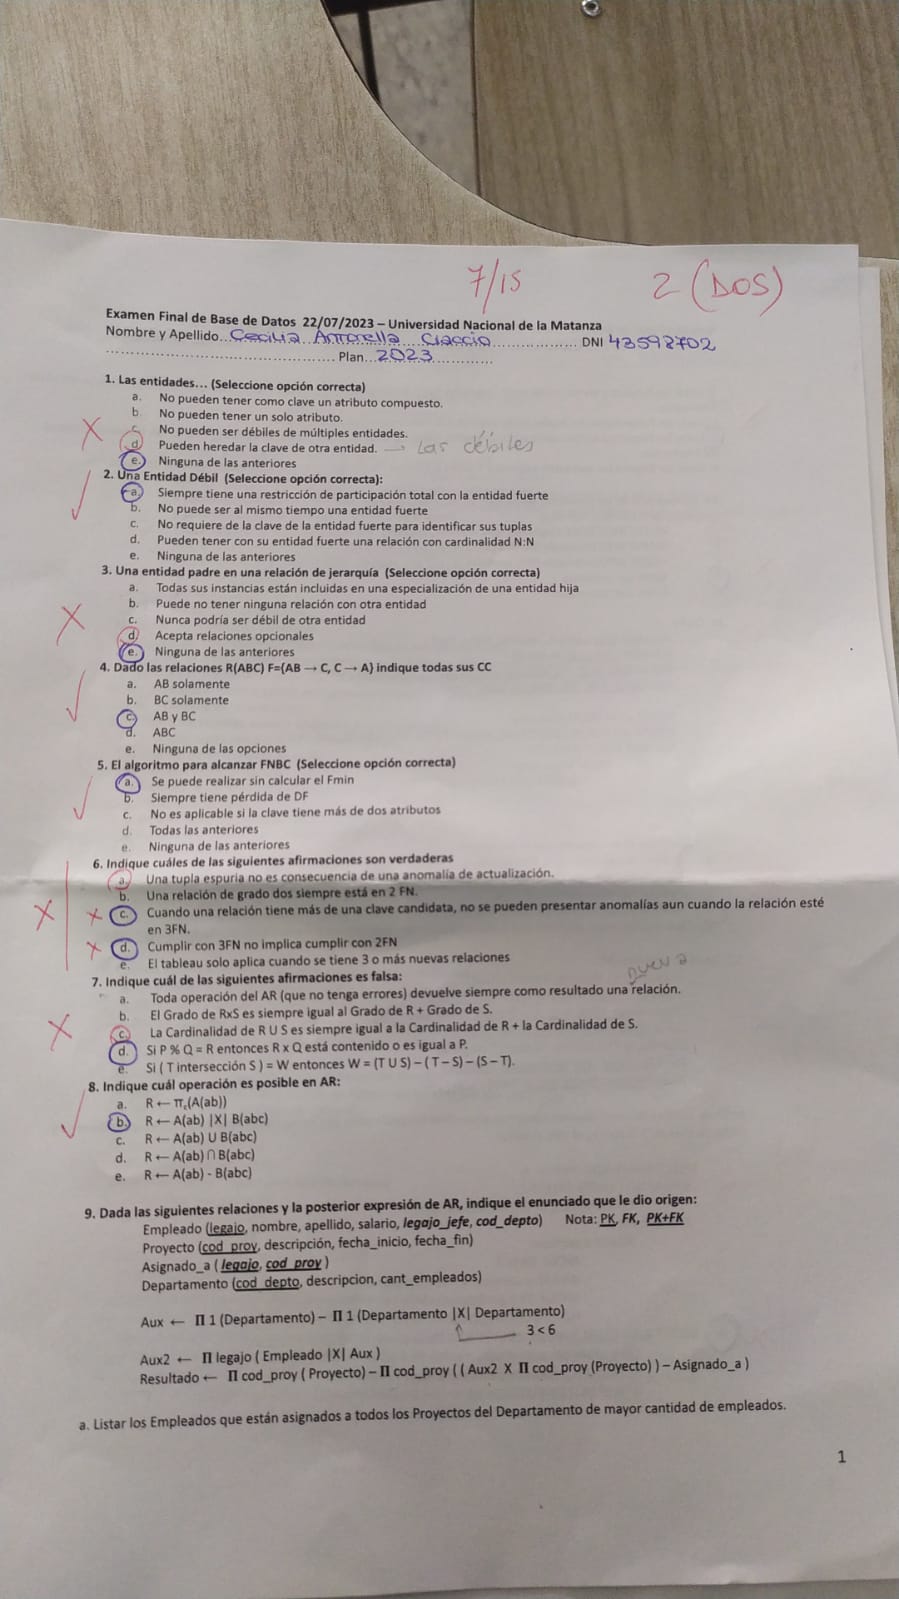 7/15 2 (DOS)
Examen Final de Base de Datos 22/07/2023 – Universidad Nacional de la Matanza
Nombre y Apellido.. Cecilia Antonella Ciaccio ................ DNI 43598702
............................................ Plan... 2023 ..............
1. Las entidades... (Seleccione opción correcta)
a. No pueden tener como clave un atributo compuesto.
b. No pueden tener un solo atributo.
c. No pueden ser débiles de múltiples entidades.
d. Pueden heredar la clave de otra entidad. → Las débiles
e. Ninguna de las anteriores
2. Una Entidad Débil (Seleccione opción correcta):
a. Siempre tiene una restricción de participación total con la entidad fuerte
b. No puede ser al mismo tiempo una entidad fuerte
c. No requiere de la clave de la entidad fuerte para identificar sus tuplas
d. Pueden tener con su entidad fuerte una relación con cardinalidad N:N
e. Ninguna de las anteriores
3. Una entidad padre en una relación de jerarquía (Seleccione opción correcta)
a. Todas sus instancias están incluidas en una especialización de una entidad hija
b. Puede no tener ninguna relación con otra entidad
c. Nunca podría ser débil de otra entidad
d. Acepta relaciones opcionales
e. Ninguna de las anteriores
4. Dado las relaciones R(ABC) F={AB → C, C → A} indique todas sus CC
a. AB solamente
b. BC solamente
c. AB y BC
d. ABC
e. Ninguna de las opciones
5. El algoritmo para alcanzar FNBC (Seleccione opción correcta)
a. Se puede realizar sin calcular el Fmin
b. Siempre tiene pérdida de DF
c. No es aplicable si la clave tiene más de dos atributos
d. Todas las anteriores
e. Ninguna de las anteriores
6. Indique cuáles de las siguientes afirmaciones son verdaderas
a. Una tupla espuria no es consecuencia de una anomalía de actualización.
b. Una relación de grado dos siempre está en 2 FN.
c. Cuando una relación tiene más de una clave candidata, no se pueden presentar anomalías aun cuando la relación esté
en 3FN.
d. Cumplir con 3FN no implica cumplir con 2FN
e. El tableau solo aplica cuando se tiene 3 o más nuevas relaciones
nueva
7. Indique cuál de las siguientes afirmaciones es falsa:
a. Toda operación del AR (que no tenga errores) devuelve siempre como resultado una relación.
b. El Grado de RxS es siempre igual al Grado de R + Grado de S.
c. La Cardinalidad de R U S es siempre igual a la Cardinalidad de R + la Cardinalidad de S.
d. Si P % Q = R entonces R x Q está contenido o es igual a P.
e. Si ( T intersección S ) = W entonces W = (T U S) – ( T – S) – (S – T).
8. Indique cuál operación es posible en AR:
a. R ← π꜀(A(ab))
b. R ← A(ab) |X| B(abc)
c. R ← A(ab) U B(abc)
d. R ← A(ab) ∩ B(abc)
e. R ← A(ab) - B(abc)
9. Dada las siguientes relaciones y la posterior expresión de AR, indique el enunciado que le dio origen:
Empleado (legajo, nombre, apellido, salario, legajo_jefe, cod_depto) Nota: PK, FK, PK+FK
Proyecto (cod_proy, descripción, fecha_inicio, fecha_fin)
Asignado_a ( legajo, cod_proy )
Departamento (cod_depto, descripcion, cant_empleados)
Aux ← Π 1 (Departamento) – Π 1 (Departamento |X| Departamento)
3 < 6
Aux2 ← Π legajo ( Empleado |X| Aux )
Resultado ← Π cod_proy ( Proyecto) – Π cod_proy ( ( Aux2 X Π cod_proy (Proyecto) ) – Asignado_a )
a. Listar los Empleados que están asignados a todos los Proyectos del Departamento de mayor cantidad de empleados.
1